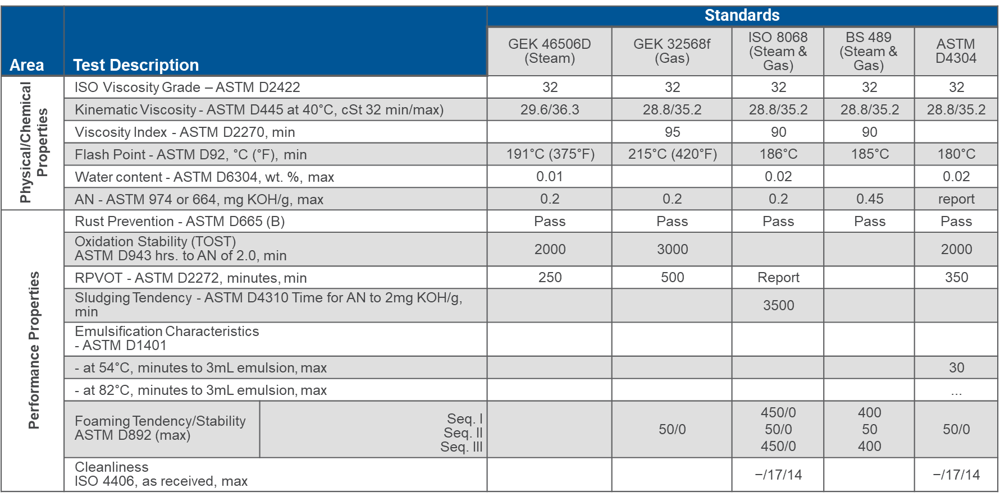 Standards
Area
Test Description
GEK 46506D
(Steam)
GEK 32568f
(Gas)
ISO 8068
(Steam &
Gas)
BS 489
(Steam &
Gas)
ASTM
D4304
Physical/Chemical
Properties
ISO Viscosity Grade – ASTM D2422 32 32 32 32 32
Kinematic Viscosity - ASTM D445 at 40°C, cSt 32 min/max) 29.6/36.3 28.8/35.2 28.8/35.2 28.8/35.2 28.8/35.2
Viscosity Index - ASTM D2270, min 95 90 90
Flash Point - ASTM D92, °C (°F), min 191°C (375°F) 215°C (420°F) 186°C 185°C 180°C
Water content - ASTM D6304, wt. %, max 0.01 0.02 0.02
AN - ASTM 974 or 664, mg KOH/g, max 0.2 0.2 0.2 0.45 report
Performance Properties
Rust Prevention - ASTM D665 (B) Pass Pass Pass Pass Pass
Oxidation Stability (TOST)
ASTM D943 hrs. to AN of 2.0, min 2000 3000 2000
RPVOT - ASTM D2272, minutes, min 250 500 Report 350
Sludging Tendency - ASTM D4310 Time for AN to 2mg KOH/g,
min 3500
Emulsification Characteristics
- ASTM D1401
- at 54°C, minutes to 3mL emulsion, max 30
- at 82°C, minutes to 3mL emulsion, max ...
Foaming Tendency/Stability
ASTM D892 (max)
Seq. I
Seq. II
Seq. III
50/0
450/0
50/0
450/0
400
50
400
50/0
Cleanliness
ISO 4406, as received, max −/17/14 −/17/14